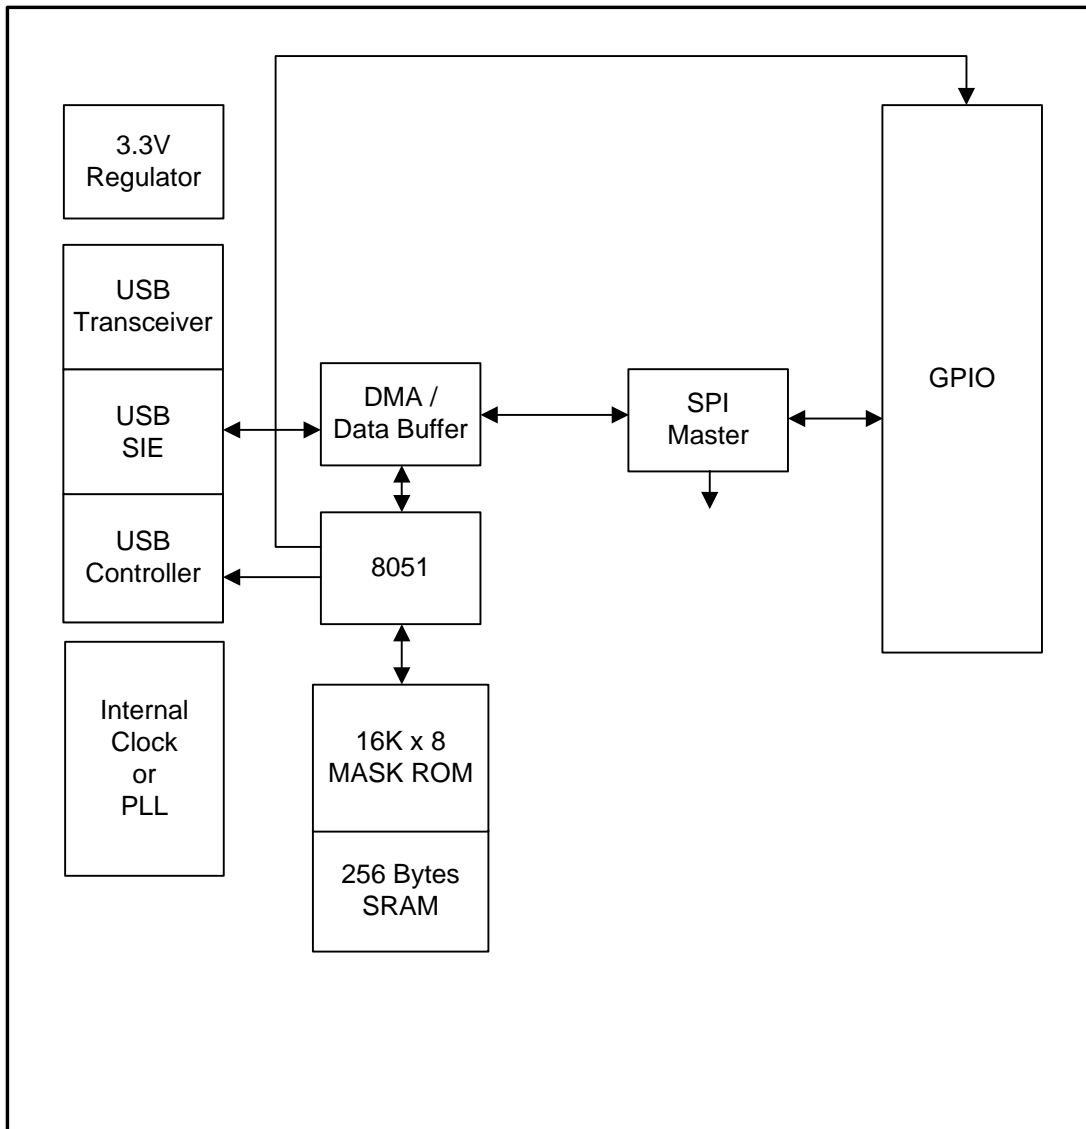 3.3V
Regulator
USB
Transceiver
USB
SIE
USB
Controller
Internal
Clock
or
PLL
DMA /
Data Buffer
8051
16K x 8
MASK ROM
256 Bytes
SRAM
SPI
Master
GPIO